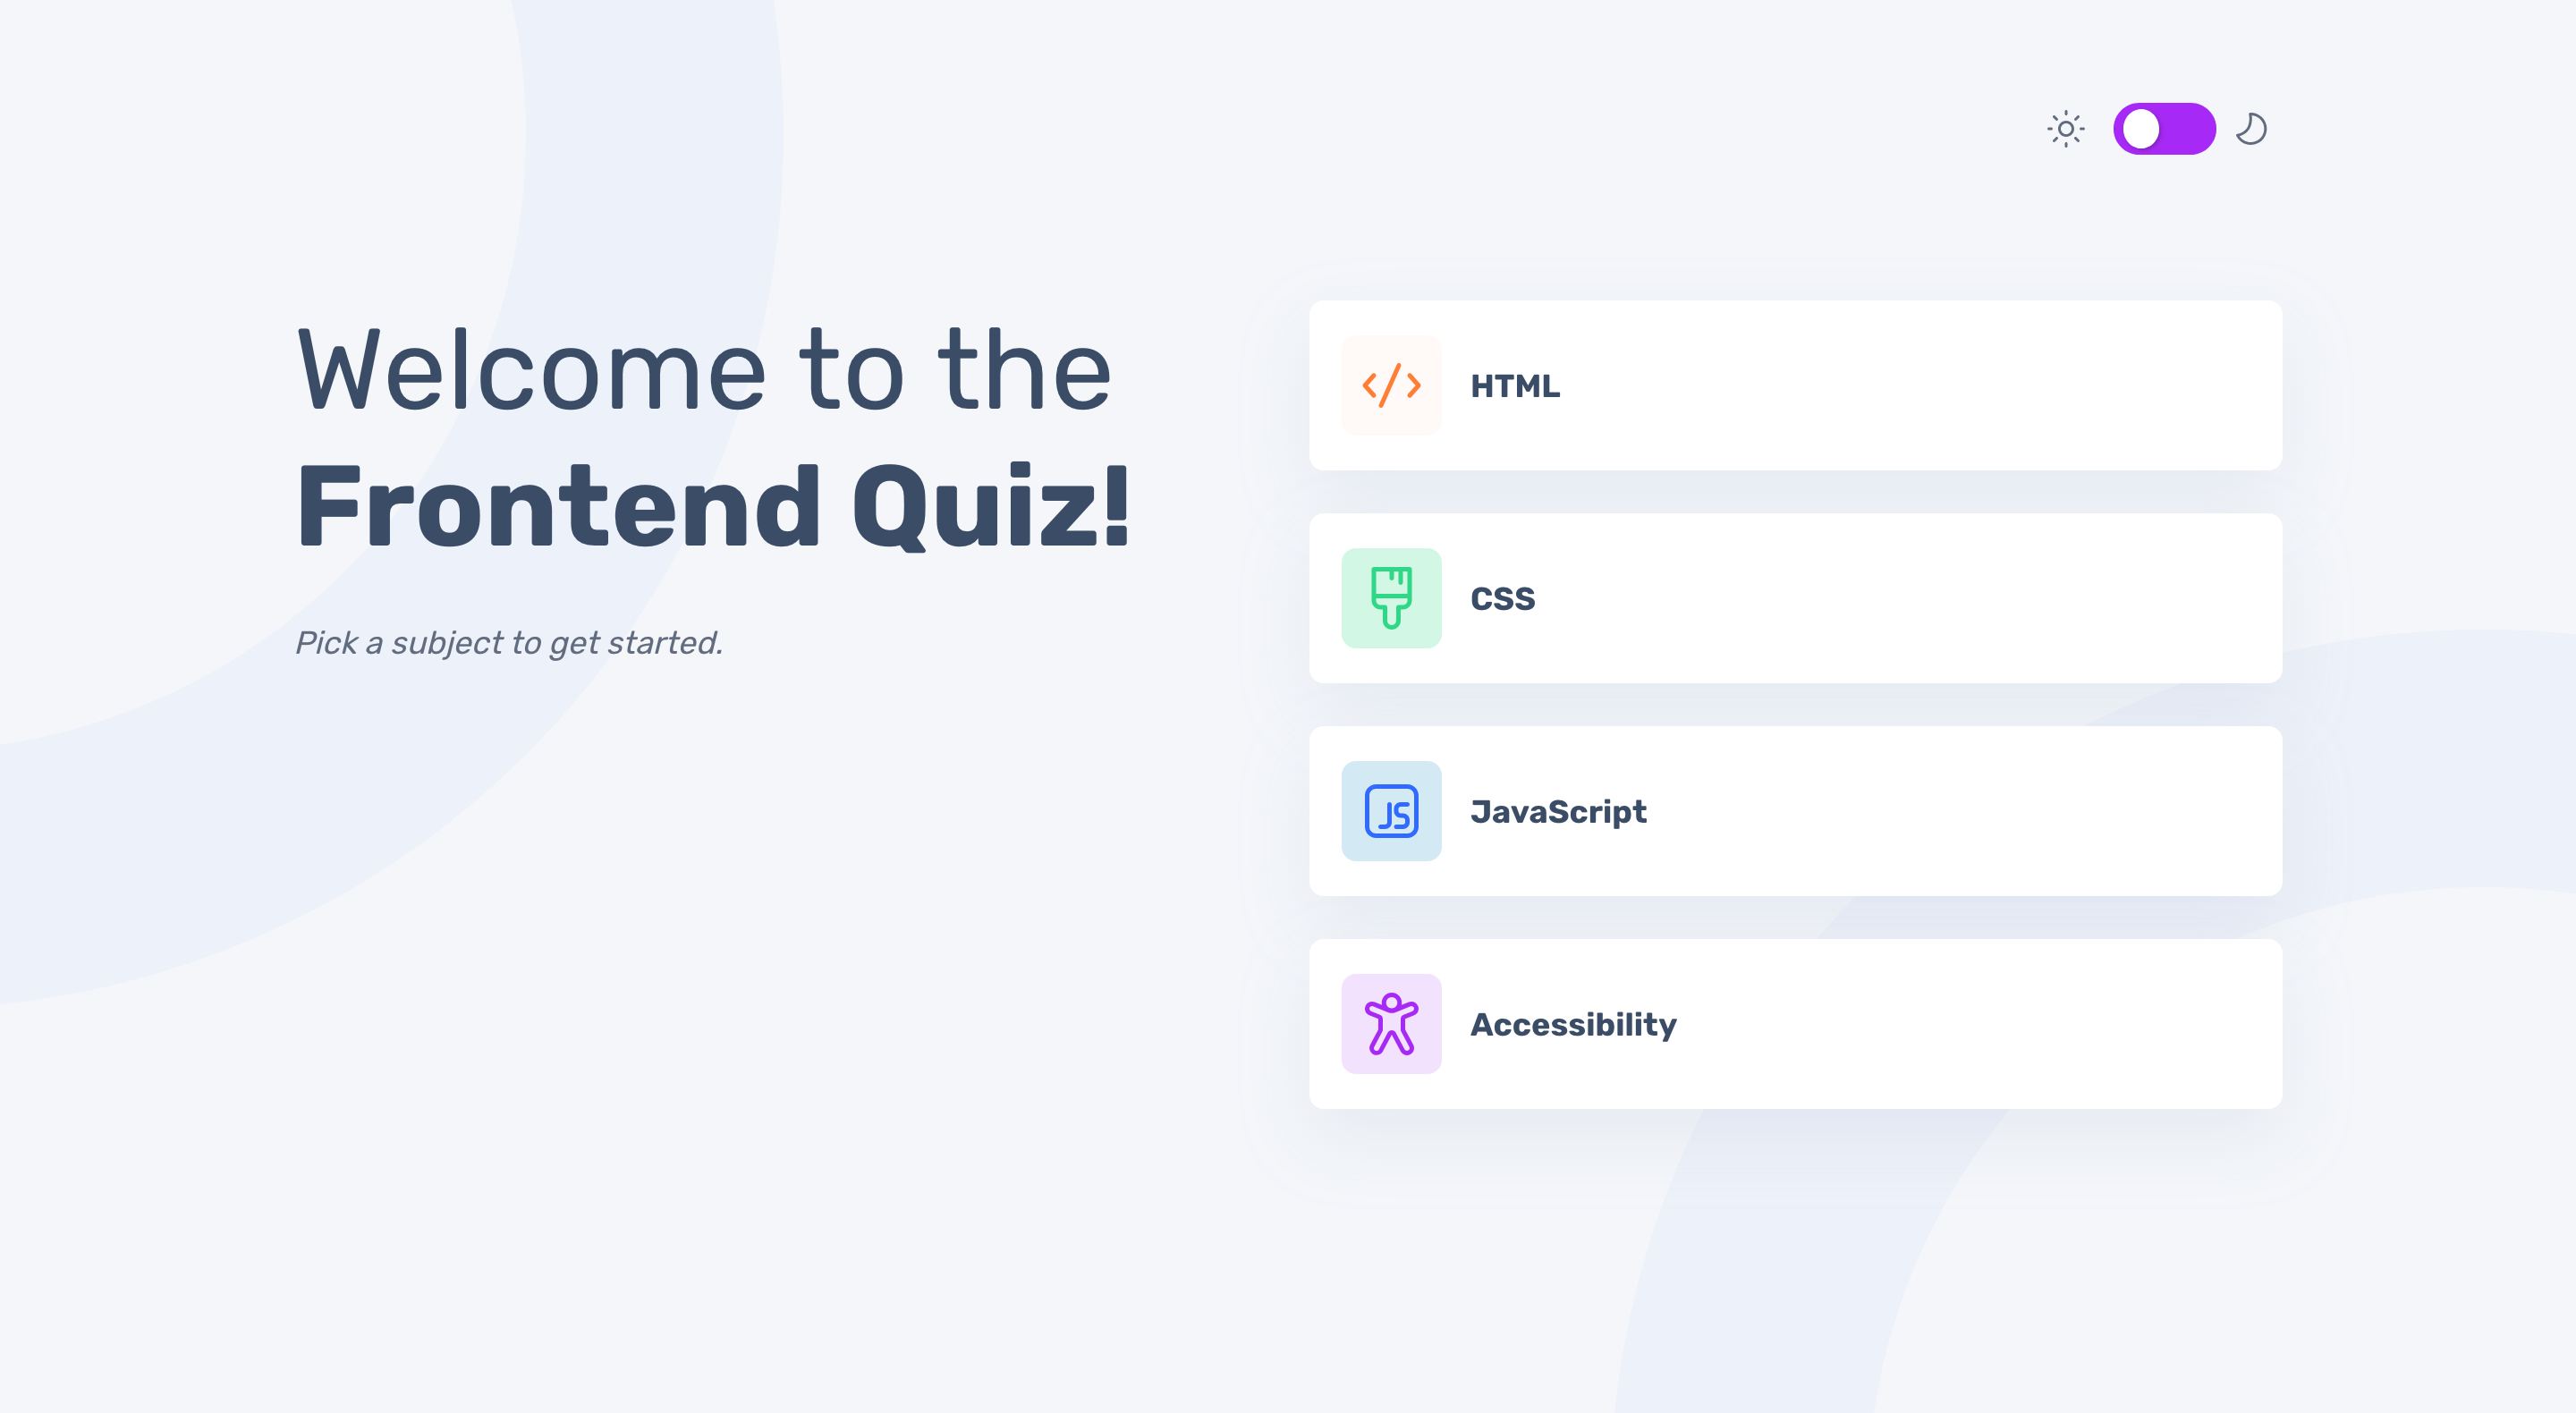 Welcome to the
Frontend Quiz!
Pick a subject to get started.
HTML
CSS
JS
JavaScript
Accessibility